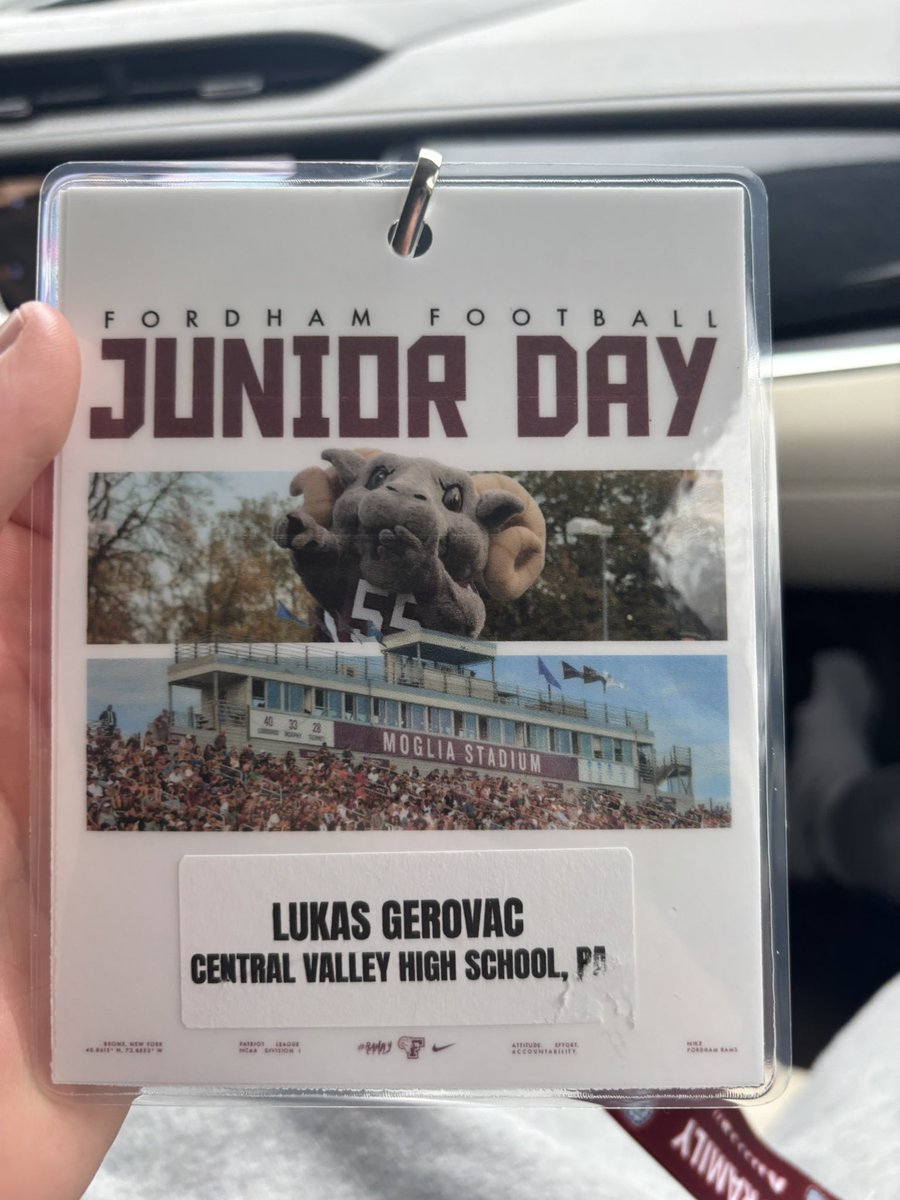 FORDHAM FOOTBALL
JUNIOR DAY
55
40 33 28
MOGLIA STADIUM
LUKAS GEROVAC
CENTRAL VALLEY HIGH SCHOOL, PA
BRONX, NEW YORK
PATRIOT LEAGUE
NCAA DIVISION I
F
ATTITUDE. EFFORT.
ACCOUNTABILITY.
FORDHAM RAMS
RAMILY